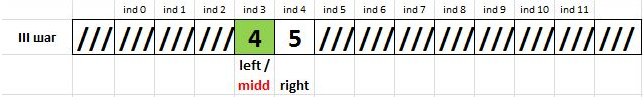 ind 0 ind 1 ind 2 ind 3 ind 4 ind 5 ind 6 ind 7 ind 8 ind 9 ind 10 ind 11
III шаг /// /// /// /// 4 5 /// /// /// /// /// /// /// ///
left /
midd right